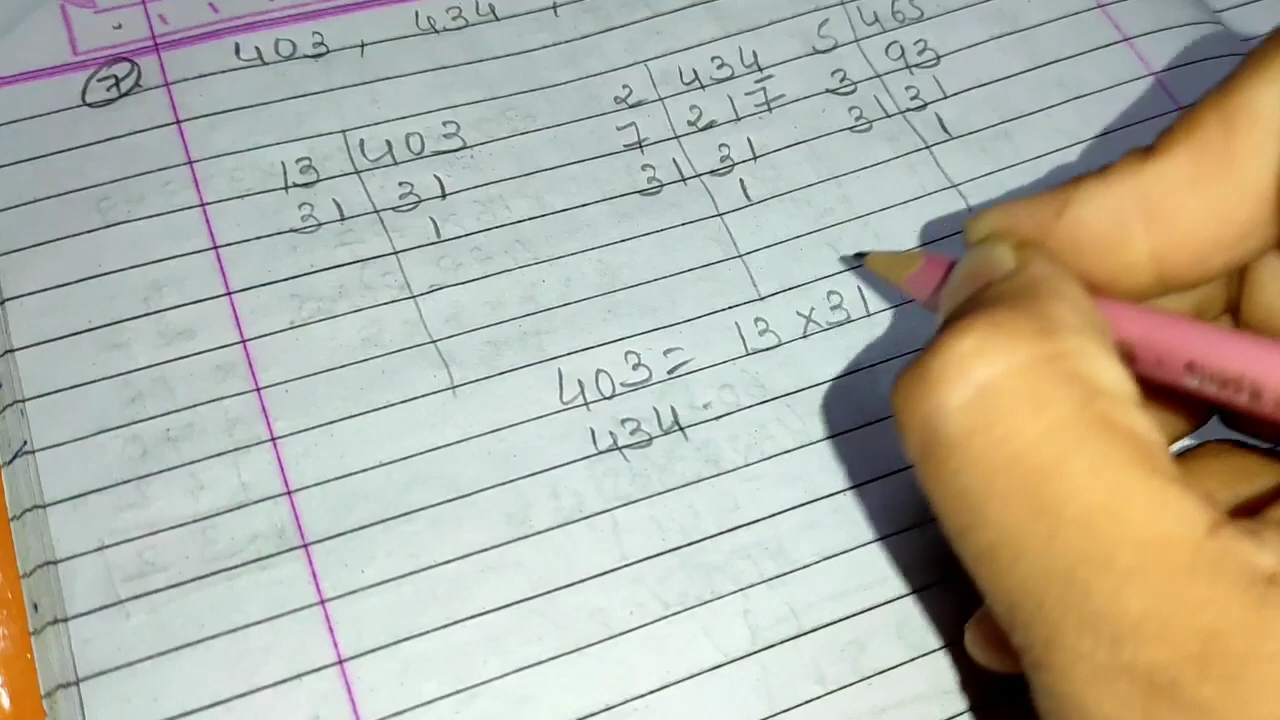 403, 434,
7
13 | 403
31 | 31
1
2 | 434
7 | 217
31 | 31
1
5 | 465
3 | 93
31 | 31
1
403 = 13 × 31
434